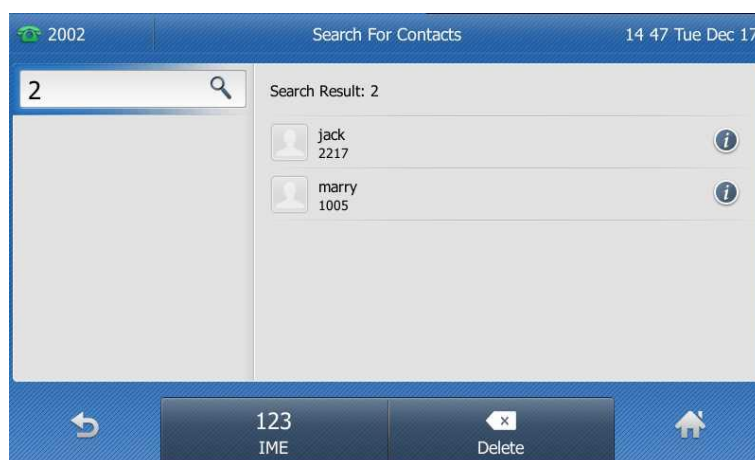 2002 Search For Contacts 14 47 Tue Dec 17
2
Search Result: 2
jack
2217
marry
1005
123
IME
Delete